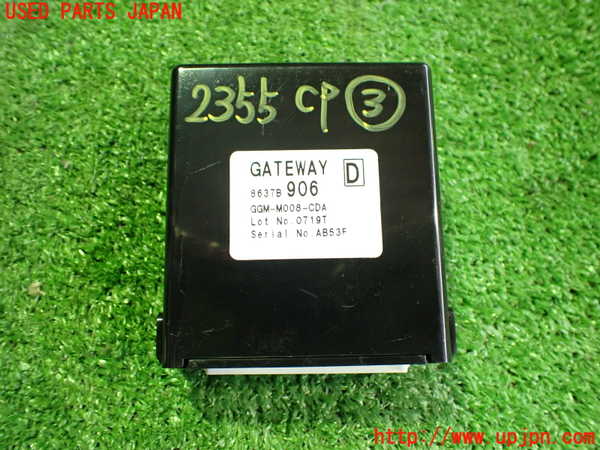 USED PARTS JAPAN
2355 CP ③
GATEWAY D
8637B 906
GGM-M008-CDA
Lot No.0719T
Serial No.AB53F
http://www.upjpn.com/